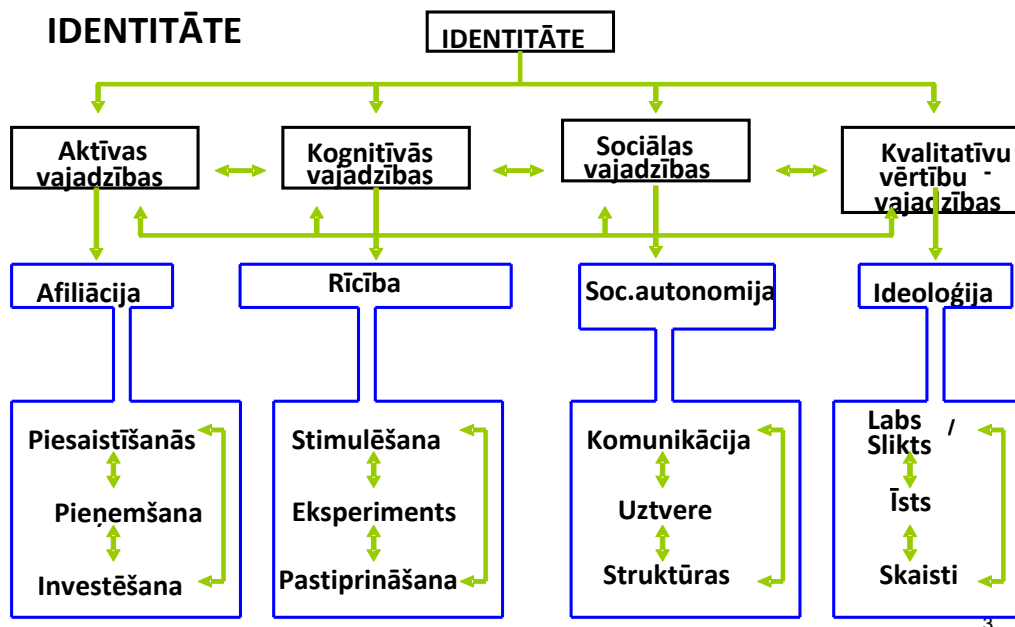 IDENTITĀTE
IDENTITĀTE
Aktīvas
vajadzības
Kognitīvās
vajadzības
Sociālas
vajadzības
Kvalitatīvu
vērtību -
vajadzības
Afiliācija
Rīcība
Soc.autonomija
Ideoloģija
Piesaistīšanās
Pieņemšana
Investēšana
Stimulēšana
Eksperiments
Pastiprināšana
Komunikācija
Uztvere
Struktūras
Labs /
Slikts
Īsts
Skaisti
3